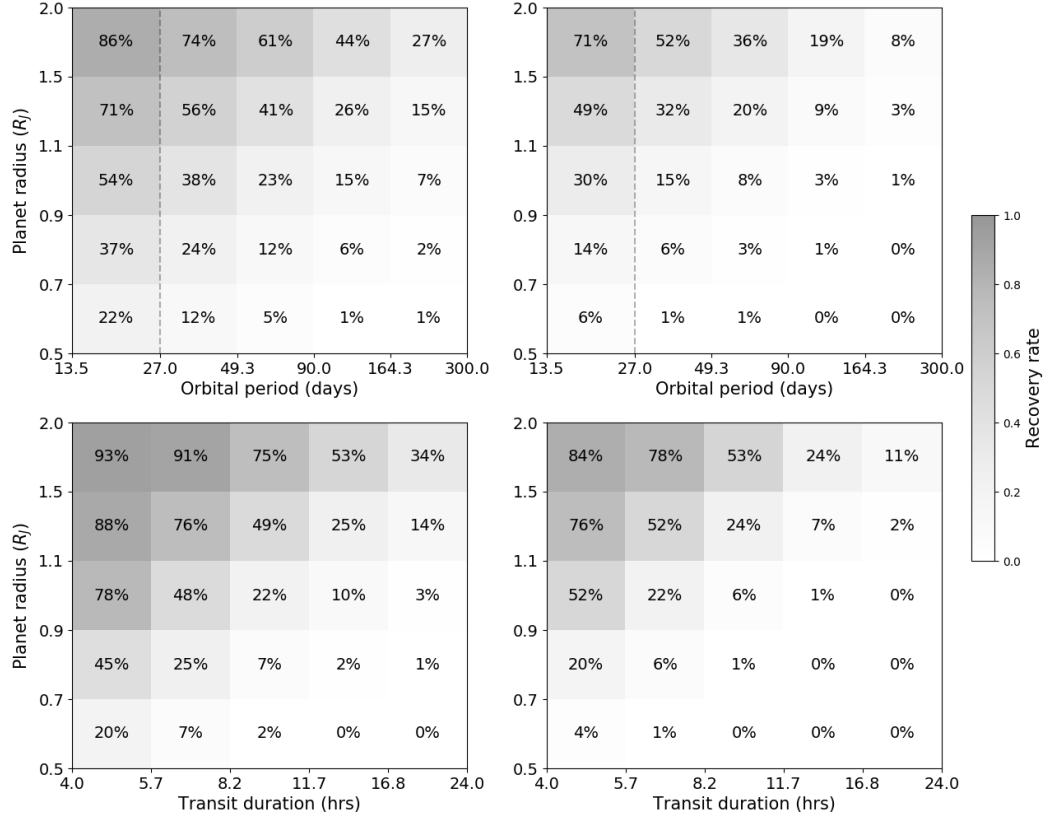 2.0
86% 74% 61% 44% 27%
1.5
71% 56% 41% 26% 15%
1.1
54% 38% 23% 15% 7%
0.9
37% 24% 12% 6% 2%
0.7
22% 12% 5% 1% 1%
0.5
13.5 27.0 49.3 90.0 164.3 300.0
Orbital period (days)
Planet radius (R_J)
2.0
71% 52% 36% 19% 8%
1.5
49% 32% 20% 9% 3%
1.1
30% 15% 8% 3% 1%
0.9
14% 6% 3% 1% 0%
0.7
6% 1% 1% 0% 0%
0.5
13.5 27.0 49.3 90.0 164.3 300.0
Orbital period (days)
2.0
93% 91% 75% 53% 34%
1.5
88% 76% 49% 25% 14%
1.1
78% 48% 22% 10% 3%
0.9
45% 25% 7% 2% 1%
0.7
20% 7% 2% 0% 0%
0.5
4.0 5.7 8.2 11.7 16.8 24.0
Transit duration (hrs)
Planet radius (R_J)
2.0
84% 78% 53% 24% 11%
1.5
76% 52% 24% 7% 2%
1.1
52% 22% 6% 1% 0%
0.9
20% 6% 1% 0% 0%
0.7
4% 1% 0% 0% 0%
0.5
4.0 5.7 8.2 11.7 16.8 24.0
Transit duration (hrs)
1.0
0.8
0.6
0.4
0.2
0.0
Recovery rate